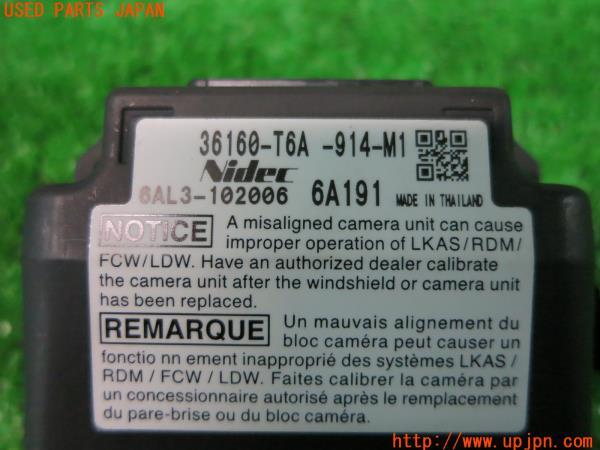 USED PARTS JAPAN
36160-T6A -914-M1
Nidec
6AL3-102006 6A191 MADE IN THAILAND
NOTICE A misaligned camera unit can cause
improper operation of LKAS/RDM/
FCW/LDW. Have an authorized dealer calibrate
the camera unit after the windshield or camera unit
has been replaced.
REMARQUE Un mauvais alignement du
bloc caméra peut causer un
fonctio nn ement inapproprié des systèmes LKAS /
RDM / FCW / LDW. Faites calibrer la caméra par
un concessionnaire autorisé après le remplacement
du pare-brise ou du bloc caméra.
http://www.upjpn.com/